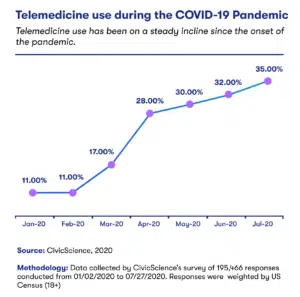 Telemedicine use during the COVID-19 Pandemic
Telemedicine use has been on a steady incline since the onset of
the pandemic.
11.00%
11.00%
17.00%
28.00%
30.00%
32.00%
35.00%
Jan-20 Feb-20 Mar-20 Apr-20 May-20 Jun-20 Jul-20
Source: CivicScience, 2020
Methodology: Data collected by CivicScience's survey of 195,466 responses
conducted from 01/02/2020 to 07/27/2020. Responses were weighted by US
Census (18+)